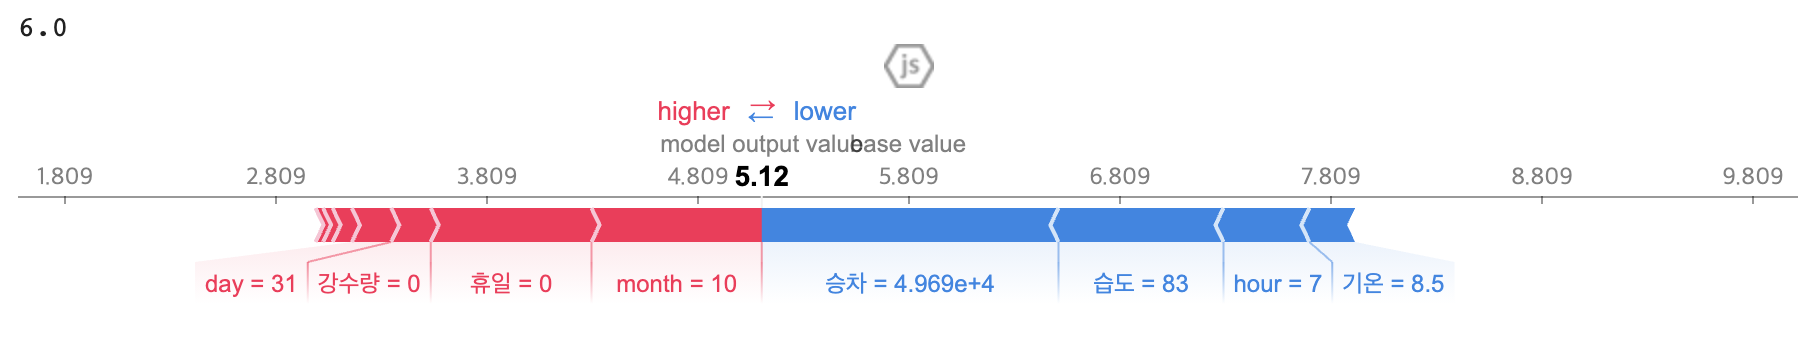 6.0
js
higher ⇄ lower
model output value base value
1.809 2.809 3.809 4.809 5.12 5.809 6.809 7.809 8.809 9.809
day = 31 강수량 = 0 휴일 = 0 month = 10 승차 = 4.969e+4 습도 = 83 hour = 7 기온 = 8.5